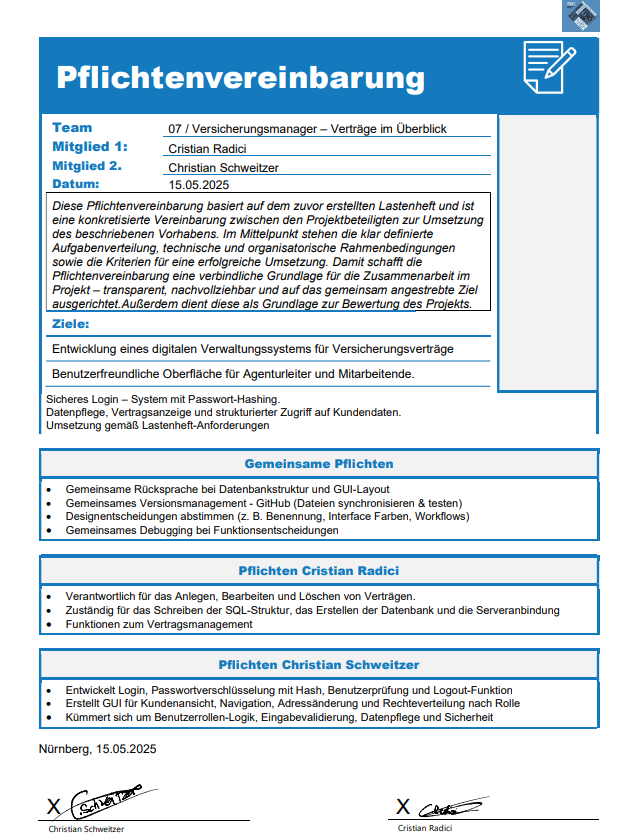 Pflichtenvereinbarung
Team 07 / Versicherungsmanager – Verträge im Überblick
Mitglied 1: Cristian Radici
Mitglied 2. Christian Schweitzer
Datum: 15.05.2025
Diese Pflichtenvereinbarung basiert auf dem zuvor erstellten Lastenheft und ist
eine konkretisierte Vereinbarung zwischen den Projektbeteiligten zur Umsetzung
des beschriebenen Vorhabens. Im Mittelpunkt stehen die klar definierte
Aufgabenverteilung, technische und organisatorische Rahmenbedingungen
sowie die Kriterien für eine erfolgreiche Umsetzung. Damit schafft die
Pflichtenvereinbarung eine verbindliche Grundlage für die Zusammenarbeit im
Projekt – transparent, nachvollziehbar und auf das gemeinsam angestrebte Ziel
ausgerichtet.Außerdem dient diese als Grundlage zur Bewertung des Projekts.
Ziele:
Entwicklung eines digitalen Verwaltungssystems für Versicherungsverträge
Benutzerfreundliche Oberfläche für Agenturleiter und Mitarbeitende.
Sicheres Login – System mit Passwort-Hashing.
Datenpflege, Vertragsanzeige und strukturierter Zugriff auf Kundendaten.
Umsetzung gemäß Lastenheft-Anforderungen
Gemeinsame Pflichten
• Gemeinsame Rücksprache bei Datenbankstruktur und GUI-Layout
• Gemeinsames Versionsmanagement - GitHub (Dateien synchronisieren & testen)
• Designentscheidungen abstimmen (z. B. Benennung, Interface Farben, Workflows)
• Gemeinsames Debugging bei Funktionsentscheidungen
Pflichten Cristian Radici
• Verantwortlich für das Anlegen, Bearbeiten und Löschen von Verträgen.
• Zuständig für das Schreiben der SQL-Struktur, das Erstellen der Datenbank und die Serveranbindung
• Funktionen zum Vertragsmanagement
Pflichten Christian Schweitzer
• Entwickelt Login, Passwortverschlüsselung mit Hash, Benutzerprüfung und Logout-Funktion
• Erstellt GUI für Kundenansicht, Navigation, Adressänderung und Rechteverteilung nach Rolle
• Kümmert sich um Benutzerrollen-Logik, Eingabevalidierung, Datenpflege und Sicherheit
Nürnberg, 15.05.2025
X Schweitzer
X
Christian Schweitzer
Cristian Radici